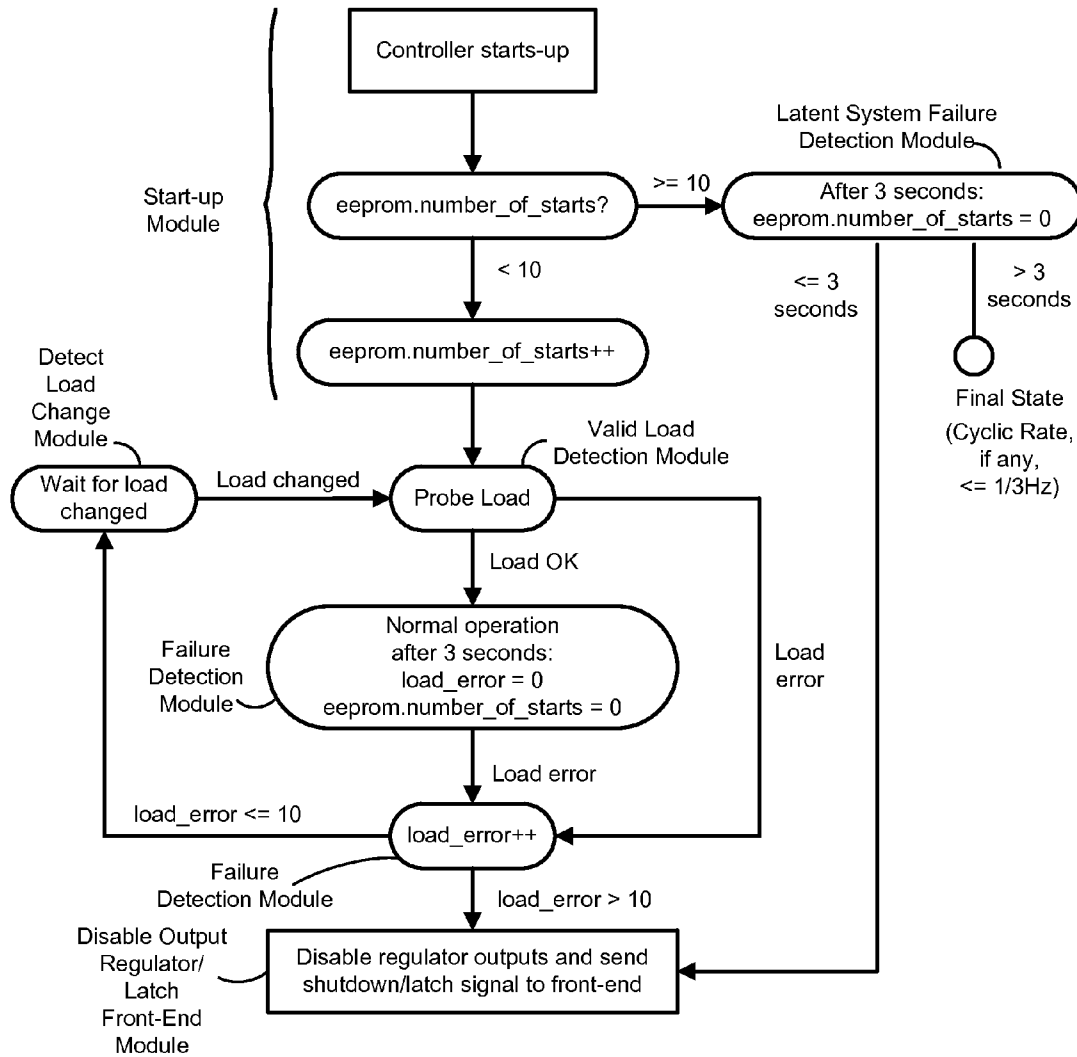 Controller starts-up
Latent System Failure
Detection Module
Start-up
Module
eeprom.number_of_starts?
>= 10
After 3 seconds:
eeprom.number_of_starts = 0
< 10
<= 3
seconds
> 3
seconds
eeprom.number_of_starts++
Detect
Load
Change
Module
Final State
(Cyclic Rate,
if any,
<= 1/3Hz)
Valid Load
Detection Module
Wait for load
changed
Load changed
Probe Load
Load OK
Normal operation
after 3 seconds:
load_error = 0
eeprom.number_of_starts = 0
Failure
Detection
Module
Load
error
Load error
load_error <= 10
load_error++
Failure
Detection Module
load_error > 10
Disable Output
Regulator/
Latch
Front-End
Module
Disable regulator outputs and send
shutdown/latch signal to front-end